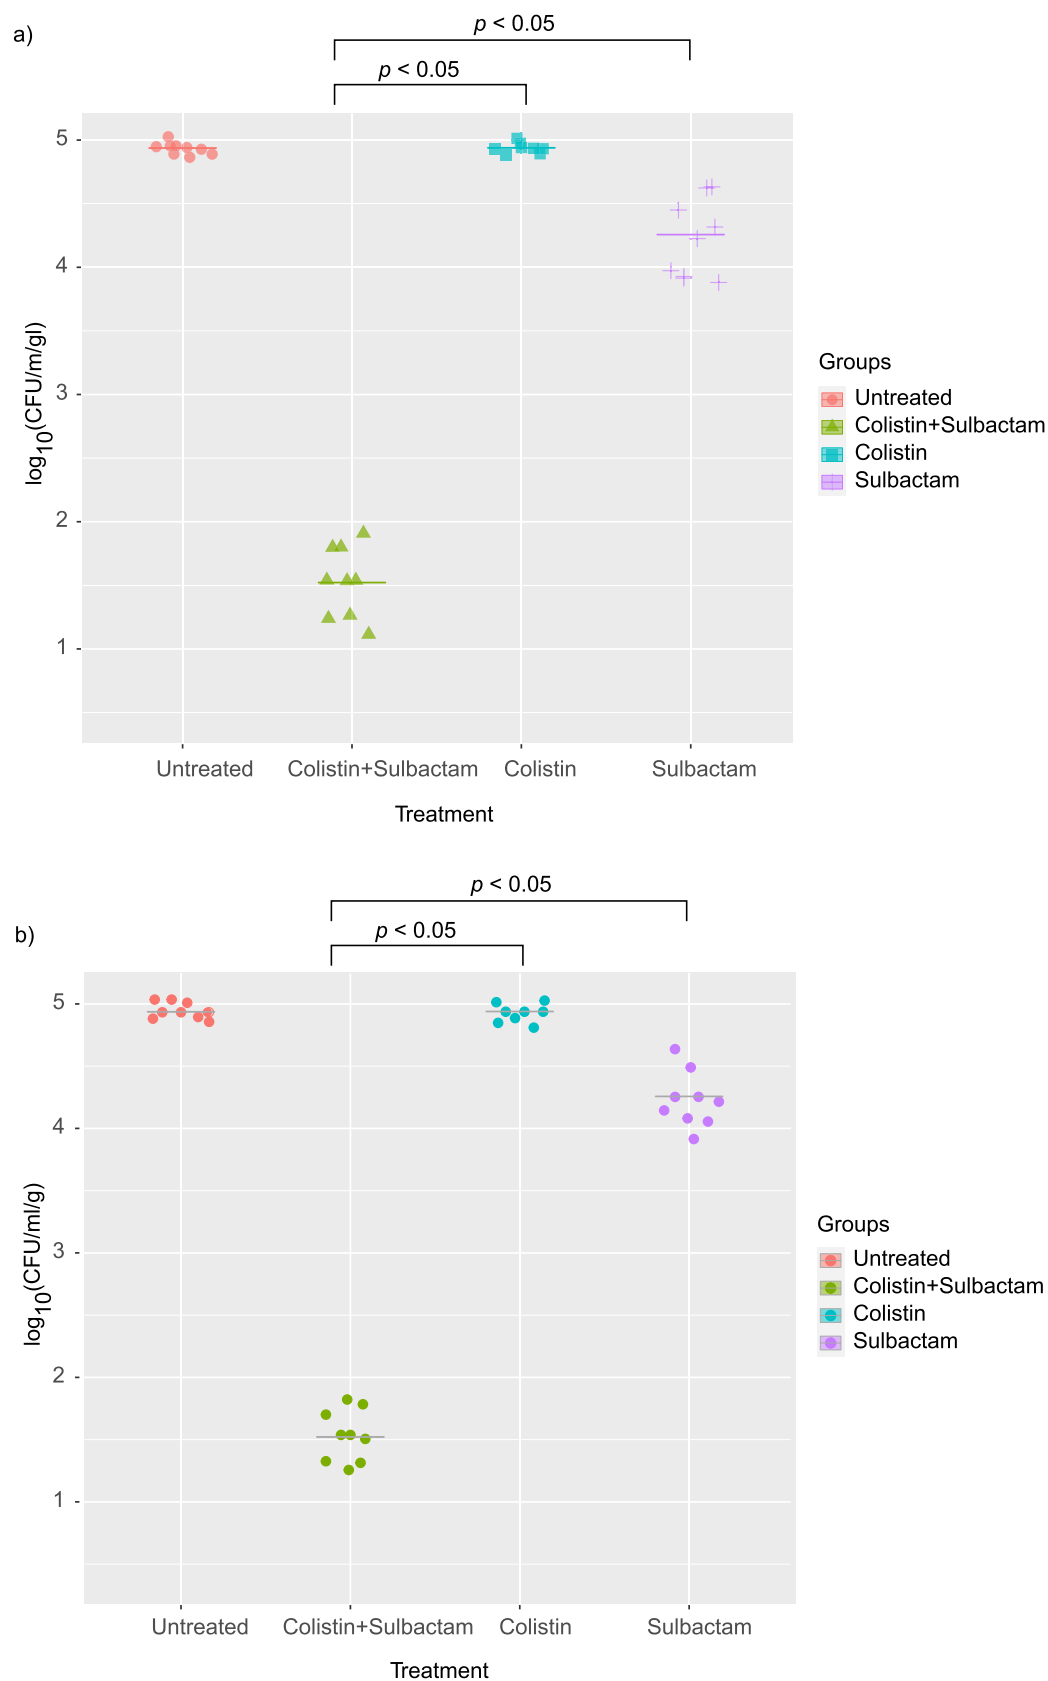 a)
p < 0.05
p < 0.05
5
4
3
2
1
log10(CFU/m/gl)
Untreated
Colistin+Sulbactam
Colistin
Sulbactam
Treatment
Groups
Untreated
Colistin+Sulbactam
Colistin
Sulbactam
b)
p < 0.05
p < 0.05
5
4
3
2
1
log10(CFU/ml/g)
Untreated
Colistin+Sulbactam
Colistin
Sulbactam
Treatment
Groups
Untreated
Colistin+Sulbactam
Colistin
Sulbactam